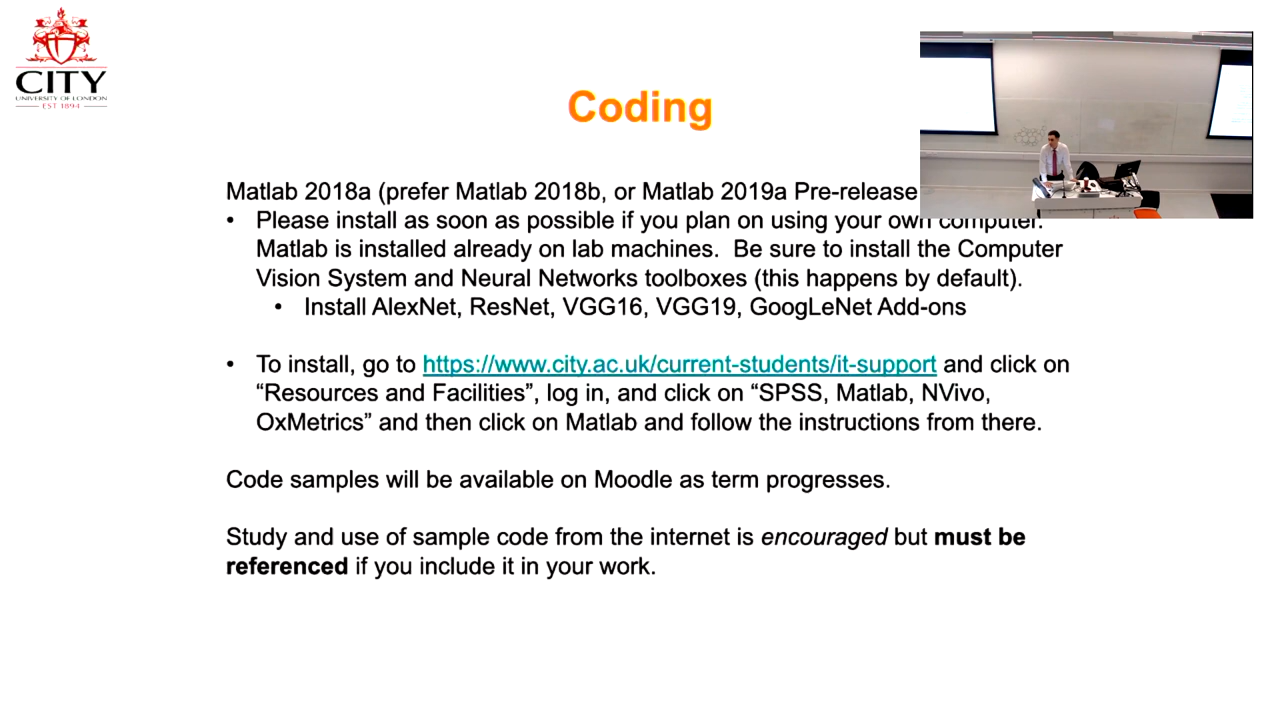 CITY
UNIVERSITY OF LONDON
EST 1894
Coding
Matlab 2018a (prefer Matlab 2018b, or Matlab 2019a Pre-release
• Please install as soon as possible if you plan on using your own computer.
Matlab is installed already on lab machines. Be sure to install the Computer
Vision System and Neural Networks toolboxes (this happens by default).
• Install AlexNet, ResNet, VGG16, VGG19, GoogLeNet Add-ons
• To install, go to https://www.city.ac.uk/current-students/it-support and click on
“Resources and Facilities”, log in, and click on “SPSS, Matlab, NVivo,
OxMetrics” and then click on Matlab and follow the instructions from there.
Code samples will be available on Moodle as term progresses.
Study and use of sample code from the internet is encouraged but must be
referenced if you include it in your work.